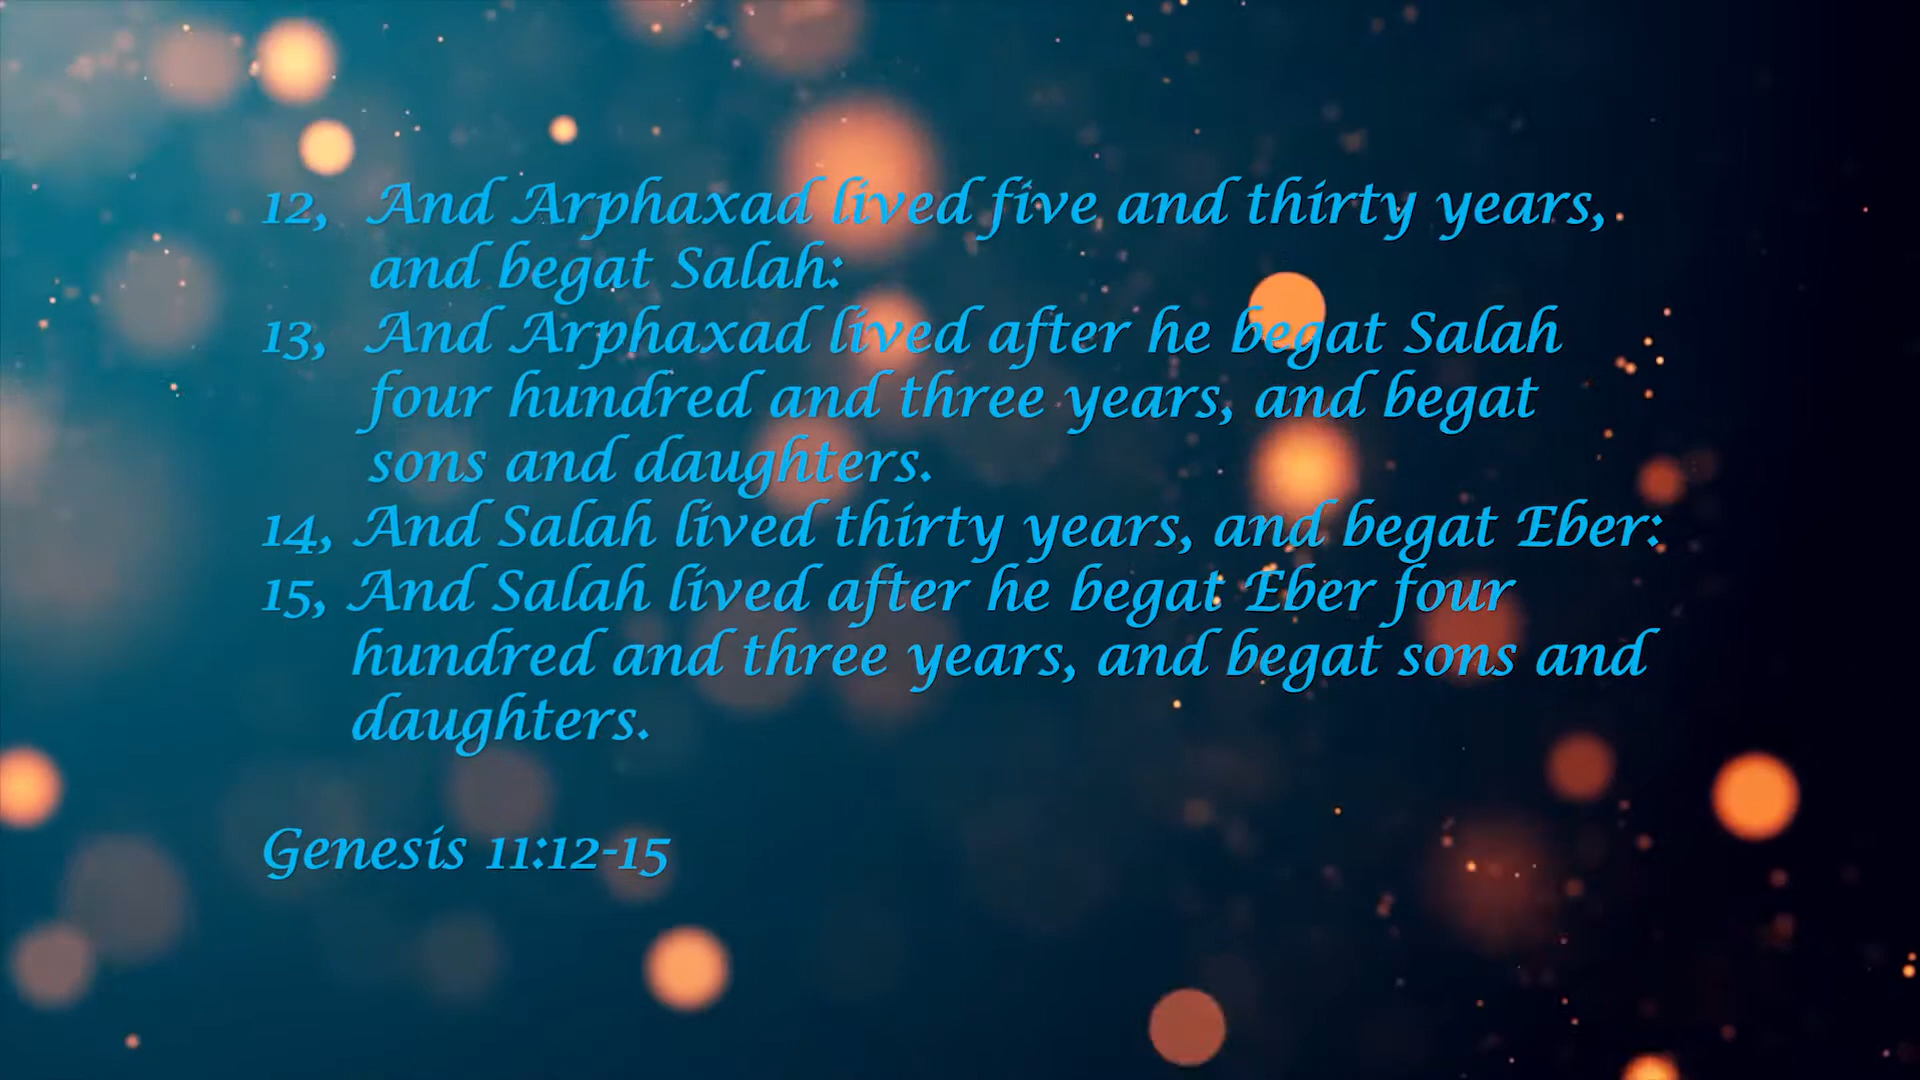 12, And Arphaxad lived five and thirty years,
and begat Salah:
13, And Arphaxad lived after he begat Salah
four hundred and three years, and begat
sons and daughters.
14, And Salah lived thirty years, and begat Eber:
15, And Salah lived after he begat Eber four
hundred and three years, and begat sons and
daughters.
Genesis 11:12-15